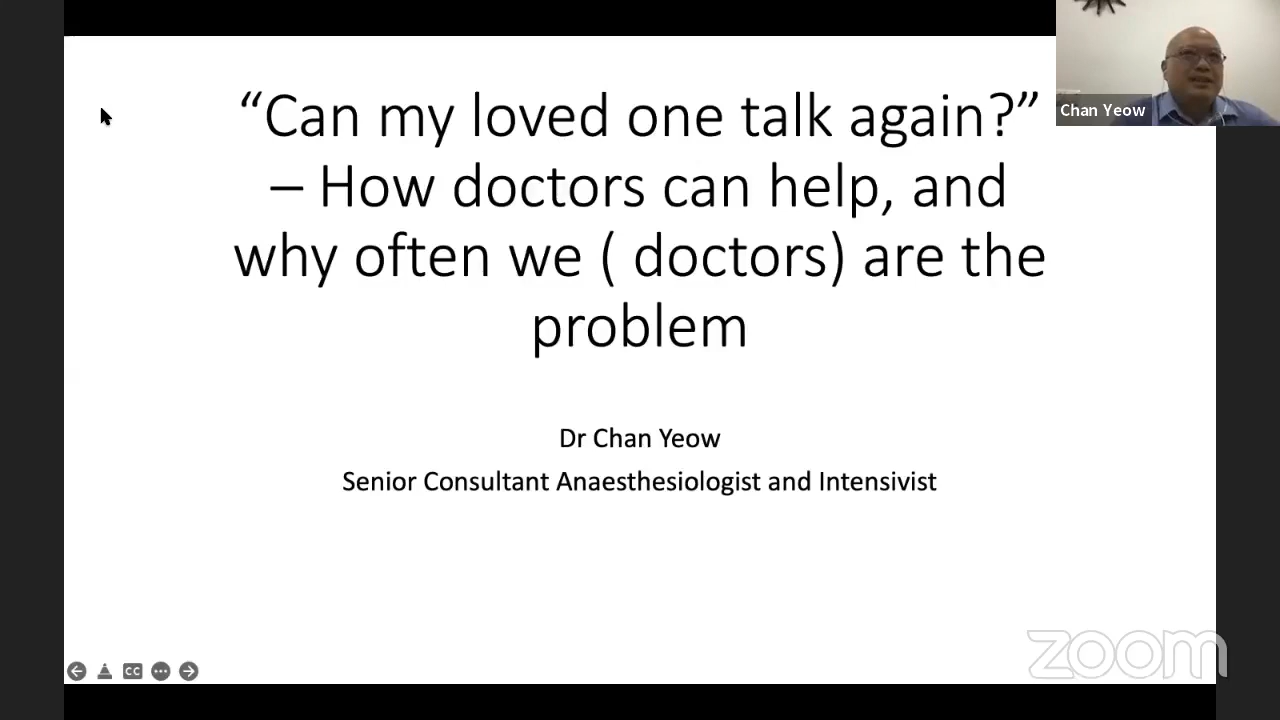 “Can my loved one talk again?”
– How doctors can help, and
why often we ( doctors) are the
problem
Dr Chan Yeow
Senior Consultant Anaesthesiologist and Intensivist
Chan Yeow
CC
zoom